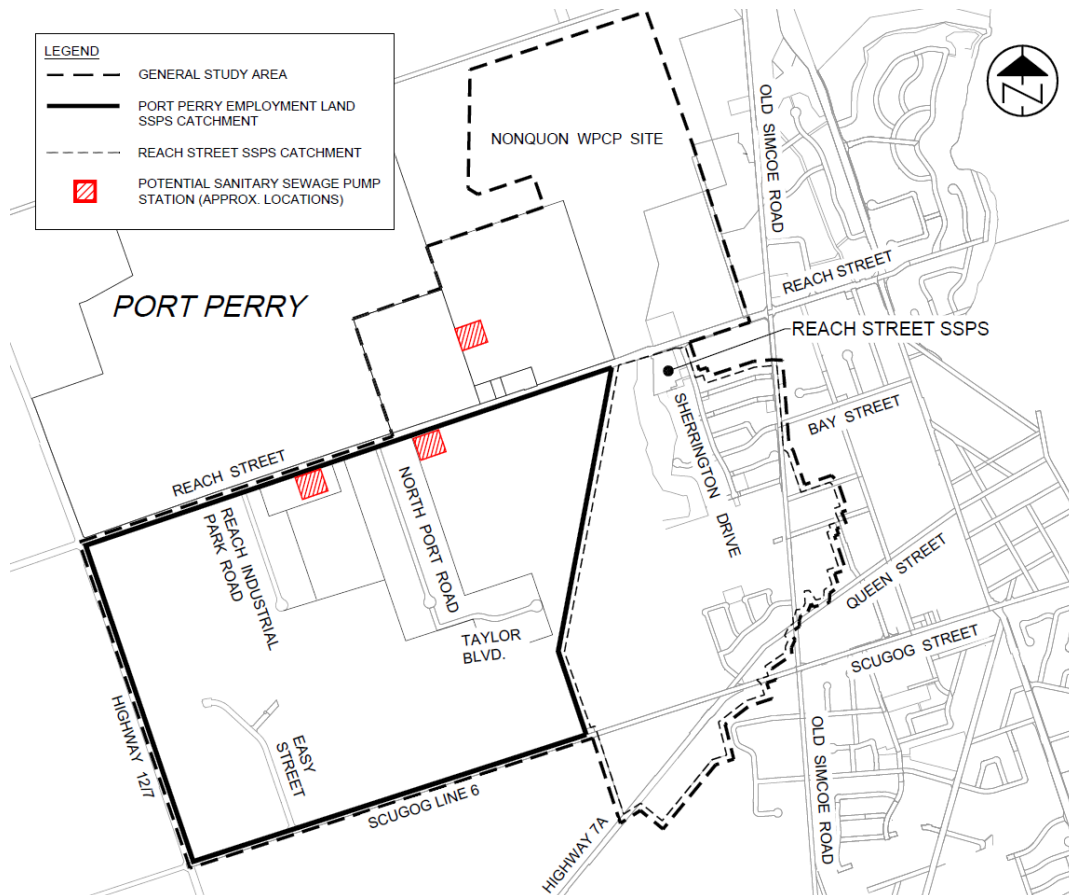 LEGEND
GENERAL STUDY AREA
PORT PERRY EMPLOYMENT LAND
SSPS CATCHMENT
REACH STREET SSPS CATCHMENT
POTENTIAL SANITARY SEWAGE PUMP
STATION (APPROX. LOCATIONS)
N
NONQUON WPCP SITE
OLD SIMCOE ROAD
REACH STREET
PORT PERRY
REACH STREET SSPS
SHERRINGTON DRIVE
BAY STREET
REACH STREET
REACH INDUSTRIAL
PARK ROAD
NORTH PORT ROAD
QUEEN STREET
TAYLOR
BLVD.
SCUGOG STREET
HIGHWAY 12/7
EASY
STREET
SCUGOG LINE 6
HIGHWAY 7A
OLD SIMCOE ROAD